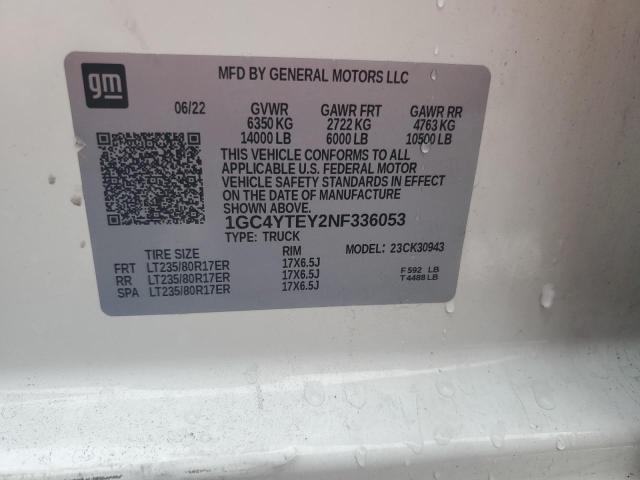 gm
MFD BY GENERAL MOTORS LLC
06/22 GVWR GAWR FRT GAWR RR
6350 KG 2722 KG 4763 KG
14000 LB 6000 LB 10500 LB
THIS VEHICLE CONFORMS TO ALL
APPLICABLE U.S. FEDERAL MOTOR
VEHICLE SAFETY STANDARDS IN EFFECT
ON THE DATE OF MANUFACTURE
SHOWN ABOVE.
1GC4YTEY2NF336053
TYPE: TRUCK
MODEL: 23CK30943
TIRE SIZE RIM
FRT LT235/80R17ER 17X6.5J F 592 LB
RR LT235/80R17ER 17X6.5J T 4488 LB
SPA LT235/80R17ER 17X6.5J